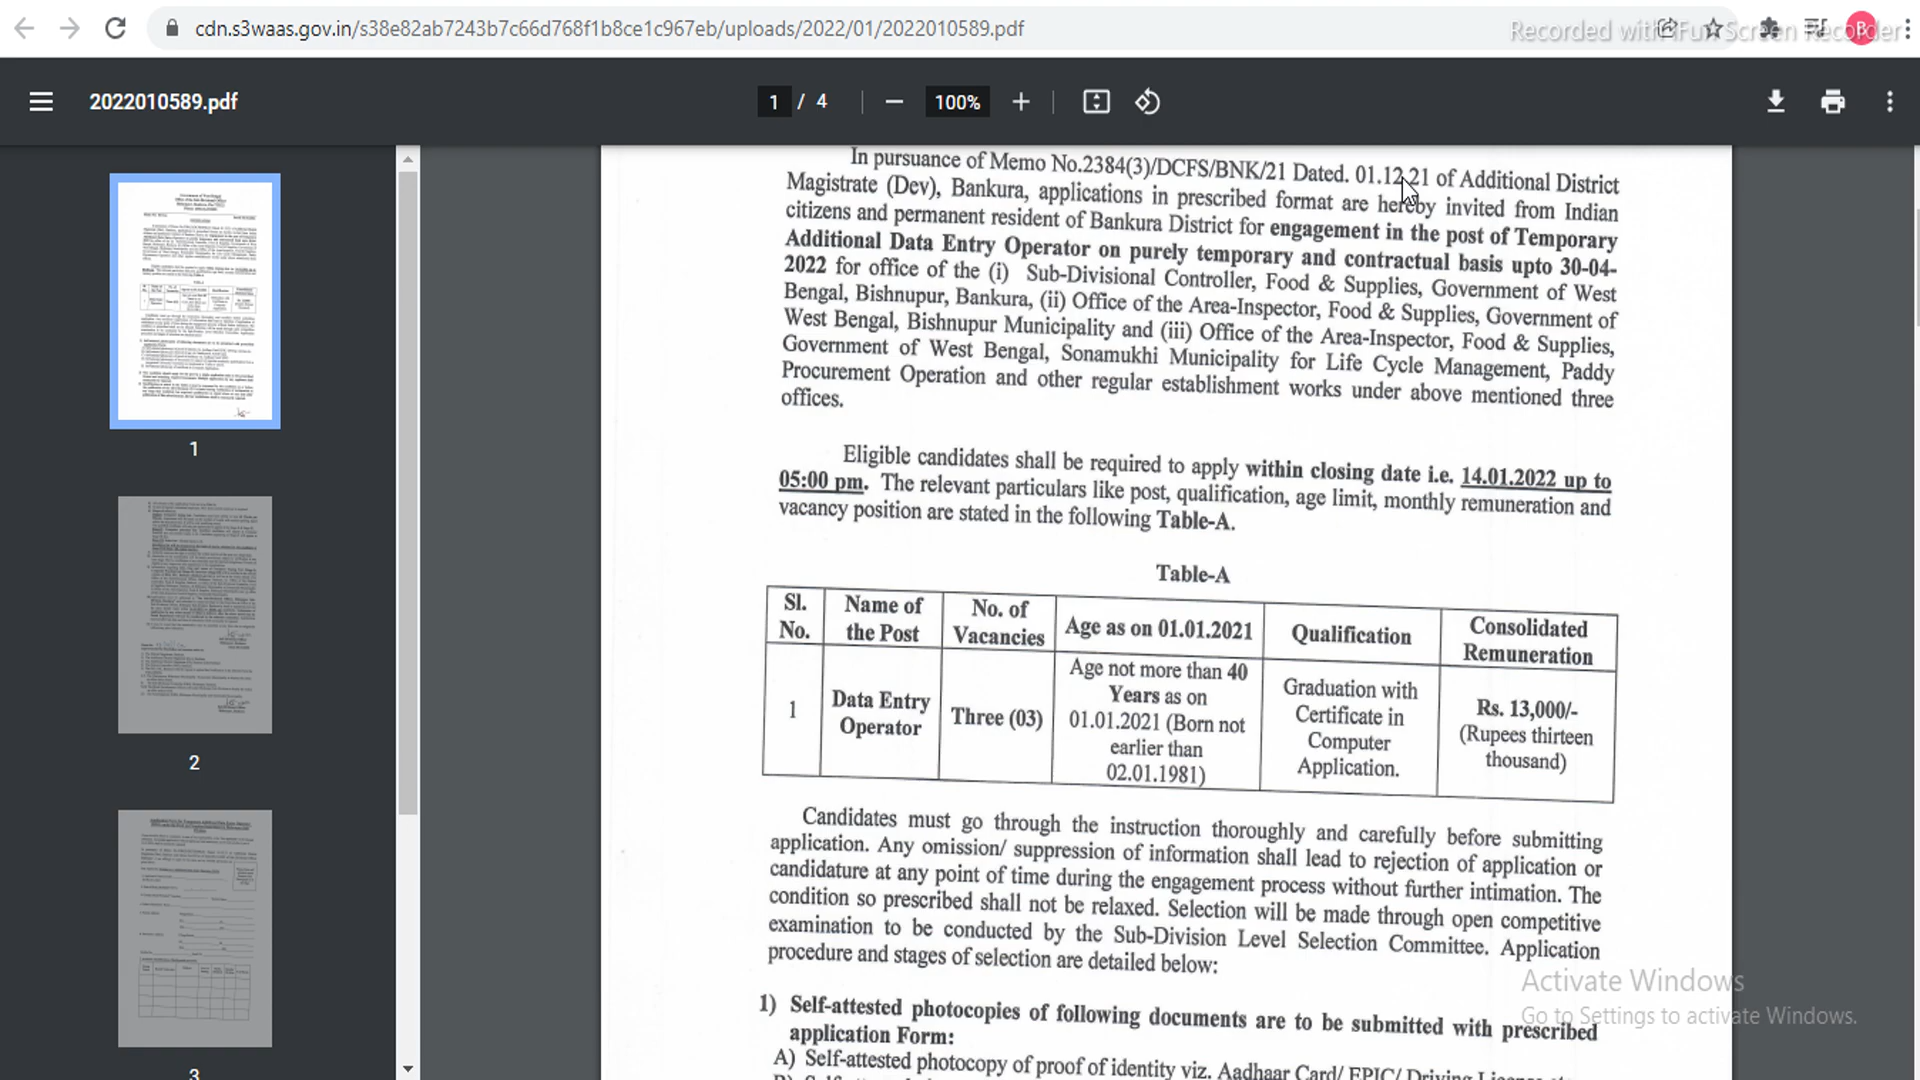 cdn.s3waas.gov.in/s38e82ab7243b7c66d768f1b8ce1c967eb/uploads/2022/01/2022010589.pdf
Recorded with iFun Screen Recorder
B
2022010589.pdf
1 / 4
100%
In pursuance of Memo No.2384(3)/DCFS/BNK/21 Dated. 01.12.21 of Additional District
Magistrate (Dev), Bankura, applications in prescribed format are hereby invited from Indian
citizens and permanent resident of Bankura District for engagement in the post of Temporary
Additional Data Entry Operator on purely temporary and contractual basis upto 30-04-
2022 for office of the (i) Sub-Divisional Controller, Food & Supplies, Government of West
Bengal, Bishnupur, Bankura, (ii) Office of the Area-Inspector, Food & Supplies, Government of
West Bengal, Bishnupur Municipality and (iii) Office of the Area-Inspector, Food & Supplies,
Government of West Bengal, Sonamukhi Municipality for Life Cycle Management, Paddy
Procurement Operation and other regular establishment works under above mentioned three
offices.
Eligible candidates shall be required to apply within closing date i.e. 14.01.2022 up to
05:00 pm. The relevant particulars like post, qualification, age limit, monthly remuneration and
vacancy position are stated in the following Table-A.
Table-A
Sl. No. Name of the Post No. of Vacancies Age as on 01.01.2021 Qualification Consolidated Remuneration
1 Data Entry Operator Three (03) Age not more than 40 Years as on 01.01.2021 (Born not earlier than 02.01.1981) Graduation with Certificate in Computer Application. Rs. 13,000/- (Rupees thirteen thousand)
Candidates must go through the instruction thoroughly and carefully before submitting
application. Any omission/ suppression of information shall lead to rejection of application or
candidature at any point of time during the engagement process without further intimation. The
condition so prescribed shall not be relaxed. Selection will be made through open competitive
examination to be conducted by the Sub-Division Level Selection Committee. Application
procedure and stages of selection are detailed below:
1) Self-attested photocopies of following documents are to be submitted with prescribed
application Form:
A) Self-attested photocopy of proof of identity viz. Aadhaar Card/ EPIC/ Driving
Activate Windows
Go to Settings to activate Windows.
1
2
3